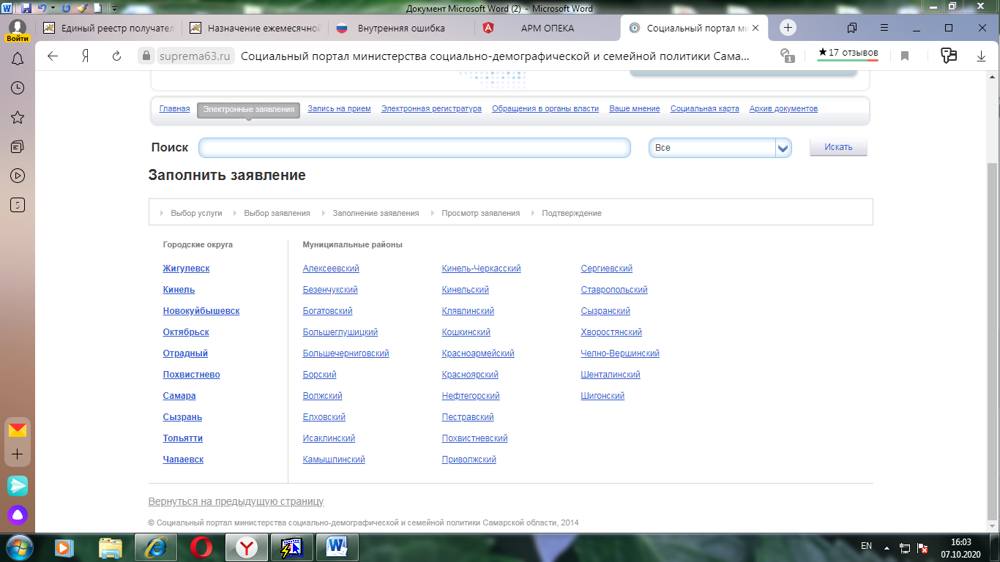 Документ Microsoft Word (2) - Microsoft Word
Войти
Единый реестр получател
Назначение ежемесячной
Внутренняя ошибка
АРМ ОПЕКА
Социальный портал ми
suprema63.ru Социальный портал министерства социально-демографической и семейной политики Сама... 1 ★17 отзывов
Главная Электронные заявления Запись на прием Электронная регистратура Обращения в органы власти Ваше мнение Социальная карта Архив документов
Поиск Все Искать
Заполнить заявление
5
Выбор услуги Выбор заявления Заполнение заявления Просмотр заявления Подтверждение
Городские округа Муниципальные районы
Жигулевск Алексеевский Кинель-Черкасский Сергиевский
Кинель Безенчукский Кинельский Ставропольский
Новокуйбышевск Богатовский Клявлинский Сызранский
Октябрьск Большеглушицкий Кошкинский Хворостянский
Отрадный Большечерниговский Красноармейский Челно-Вершинский
Похвистнево Борский Красноярский Шенталинский
Самара Волжский Нефтегорский Шигонский
Сызрань Елховский Пестравский
Тольятти Исаклинский Похвистневский
Чапаевск Камышлинский Приволжский
Вернуться на предыдущую страницу
© Социальный портал министерства социально-демографической и семейной политики Самарской области, 2014
EN
16:03
07.10.2020